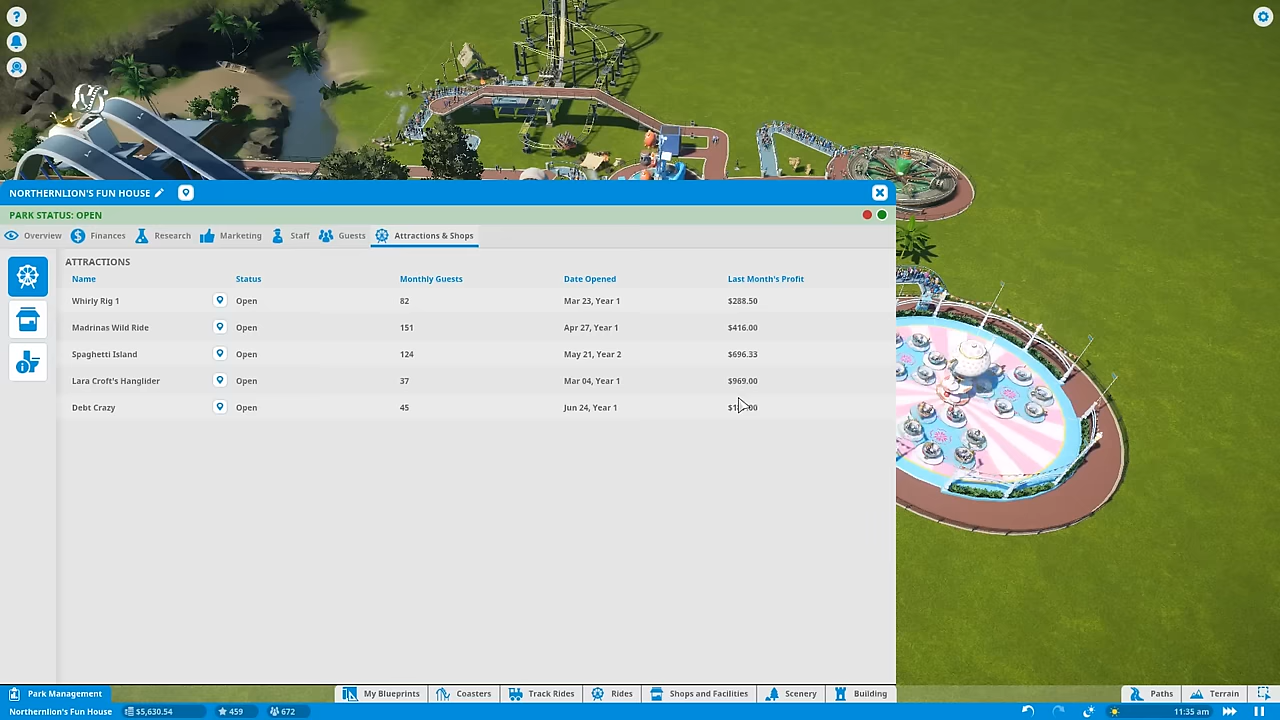 NORTHERNLION'S FUN HOUSE
PARK STATUS: OPEN
Overview Finances Research Marketing Staff Guests Attractions & Shops
ATTRACTIONS
Name Status Monthly Guests Date Opened Last Month's Profit
Whirly Rig 1 Open 82 Mar 23, Year 1 $288.50
Madrinas Wild Ride Open 151 Apr 27, Year 1 $416.00
Spaghetti Island Open 124 May 21, Year 2 $696.33
Lara Croft's Hanglider Open 37 Mar 04, Year 1 $969.00
Debt Crazy Open 45 Jun 24, Year 1
Park Management My Blueprints Coasters Track Rides Rides Shops and Facilities Scenery Building Paths Terrain
Northernlion's Fun House $5,630.54 459 672 11:35 am